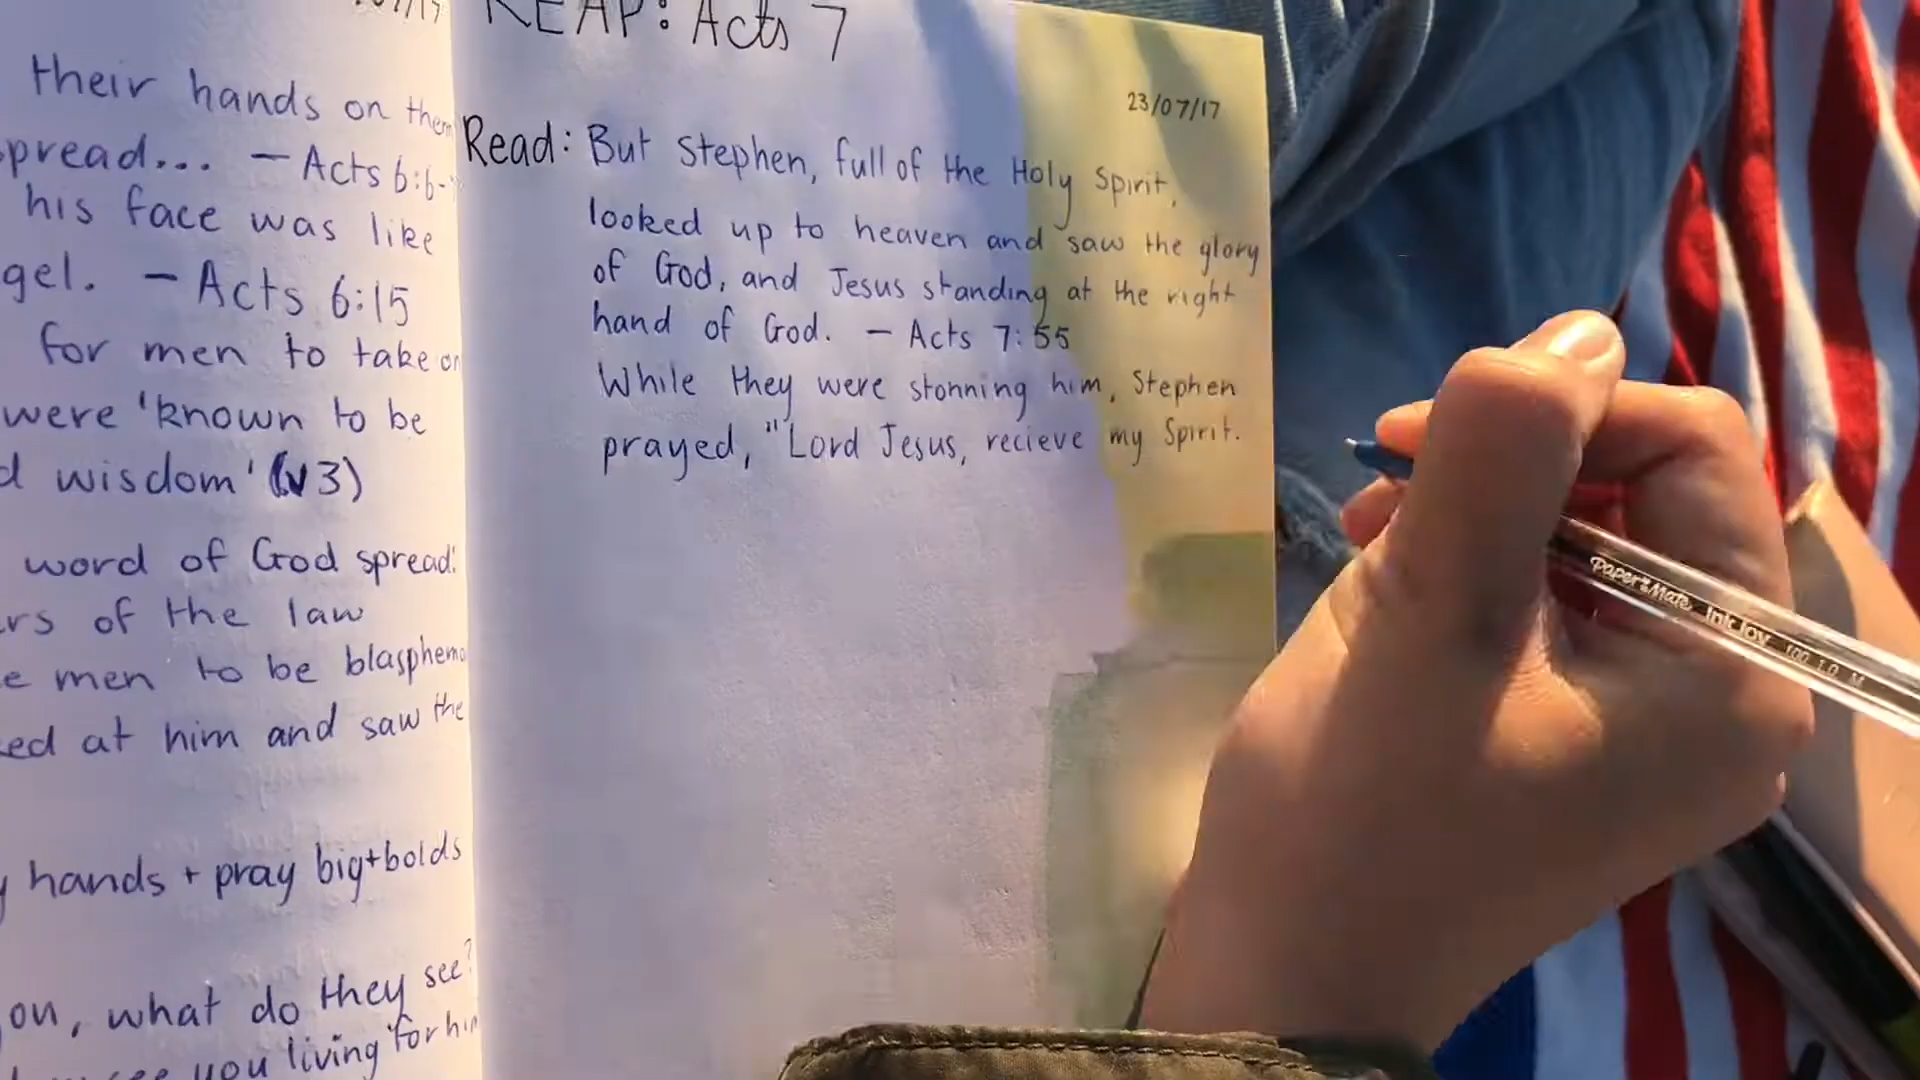 their hands on them
spread... - Acts 6:6-
his face was like
gel. - Acts 6:15
for men to take on
were 'known to be
d wisdom' (v3)
word of God spread.
rs of the law
e men to be blasphemo
ked at him and saw the
hands + pray big+bolds
on, what do they see?
see you living for him
REAP: Acts 7
23/07/17
Read: But Stephen, full of the Holy Spirit,
looked up to heaven and saw the glory
of God, and Jesus standing at the right
hand of God. - Acts 7:55
While they were stonning him, Stephen
prayed, "Lord Jesus, recieve my Spirit.
Paper Mate InkJoy 100 1.0 M